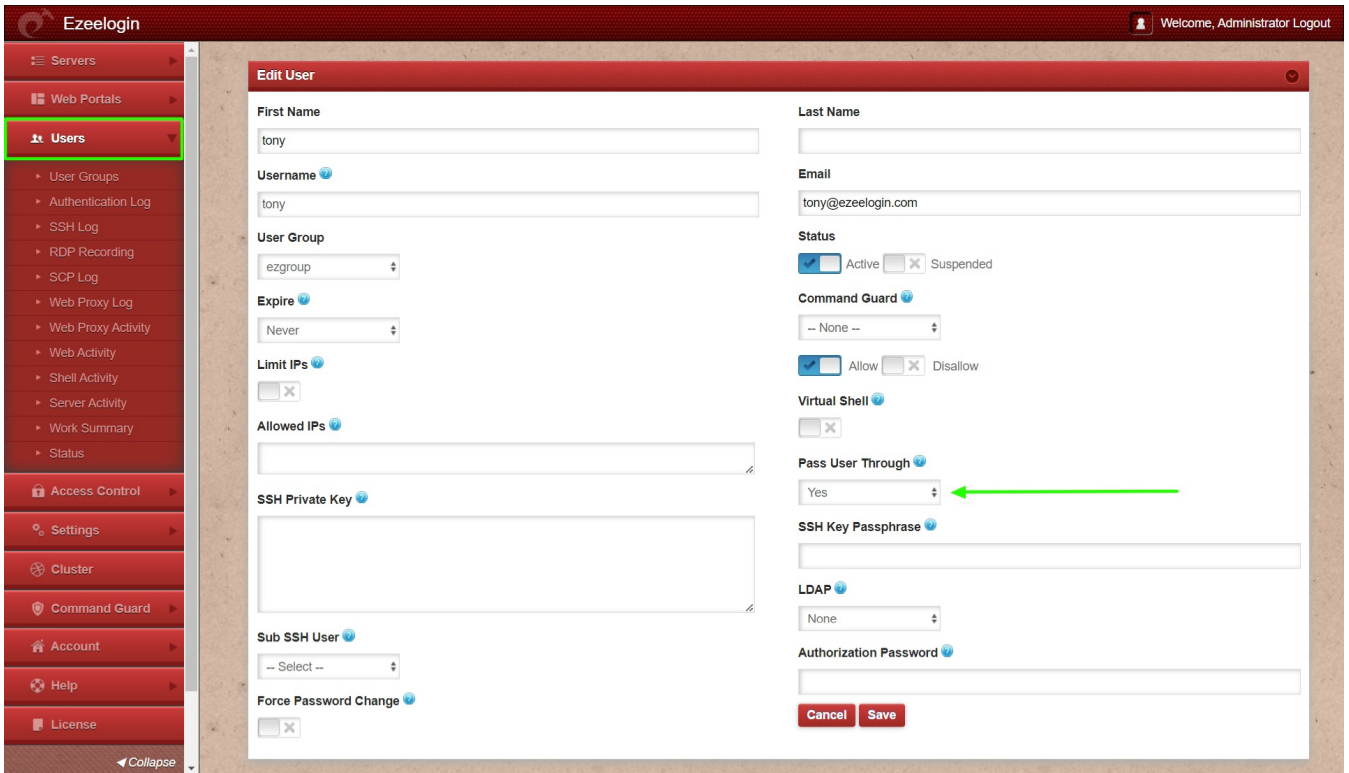 Ezeelogin
Welcome, Administrator Logout
Servers
Web Portals
Users
User Groups
Authentication Log
SSH Log
RDP Recording
SCP Log
Web Proxy Log
Web Proxy Activity
Web Activity
Shell Activity
Server Activity
Work Summary
Status
Access Control
Settings
Cluster
Command Guard
Account
Help
License
Collapse
Edit User
First Name
tony
Username
tony
User Group
ezgroup
Expire
Never
Limit IPs
Allowed IPs
SSH Private Key
Sub SSH User
-- Select --
Force Password Change
Last Name
Email
tony@ezeelogin.com
Status
Active Suspended
Command Guard
-- None --
Allow Disallow
Virtual Shell
Pass User Through
Yes
SSH Key Passphrase
LDAP
None
Authorization Password
Cancel Save